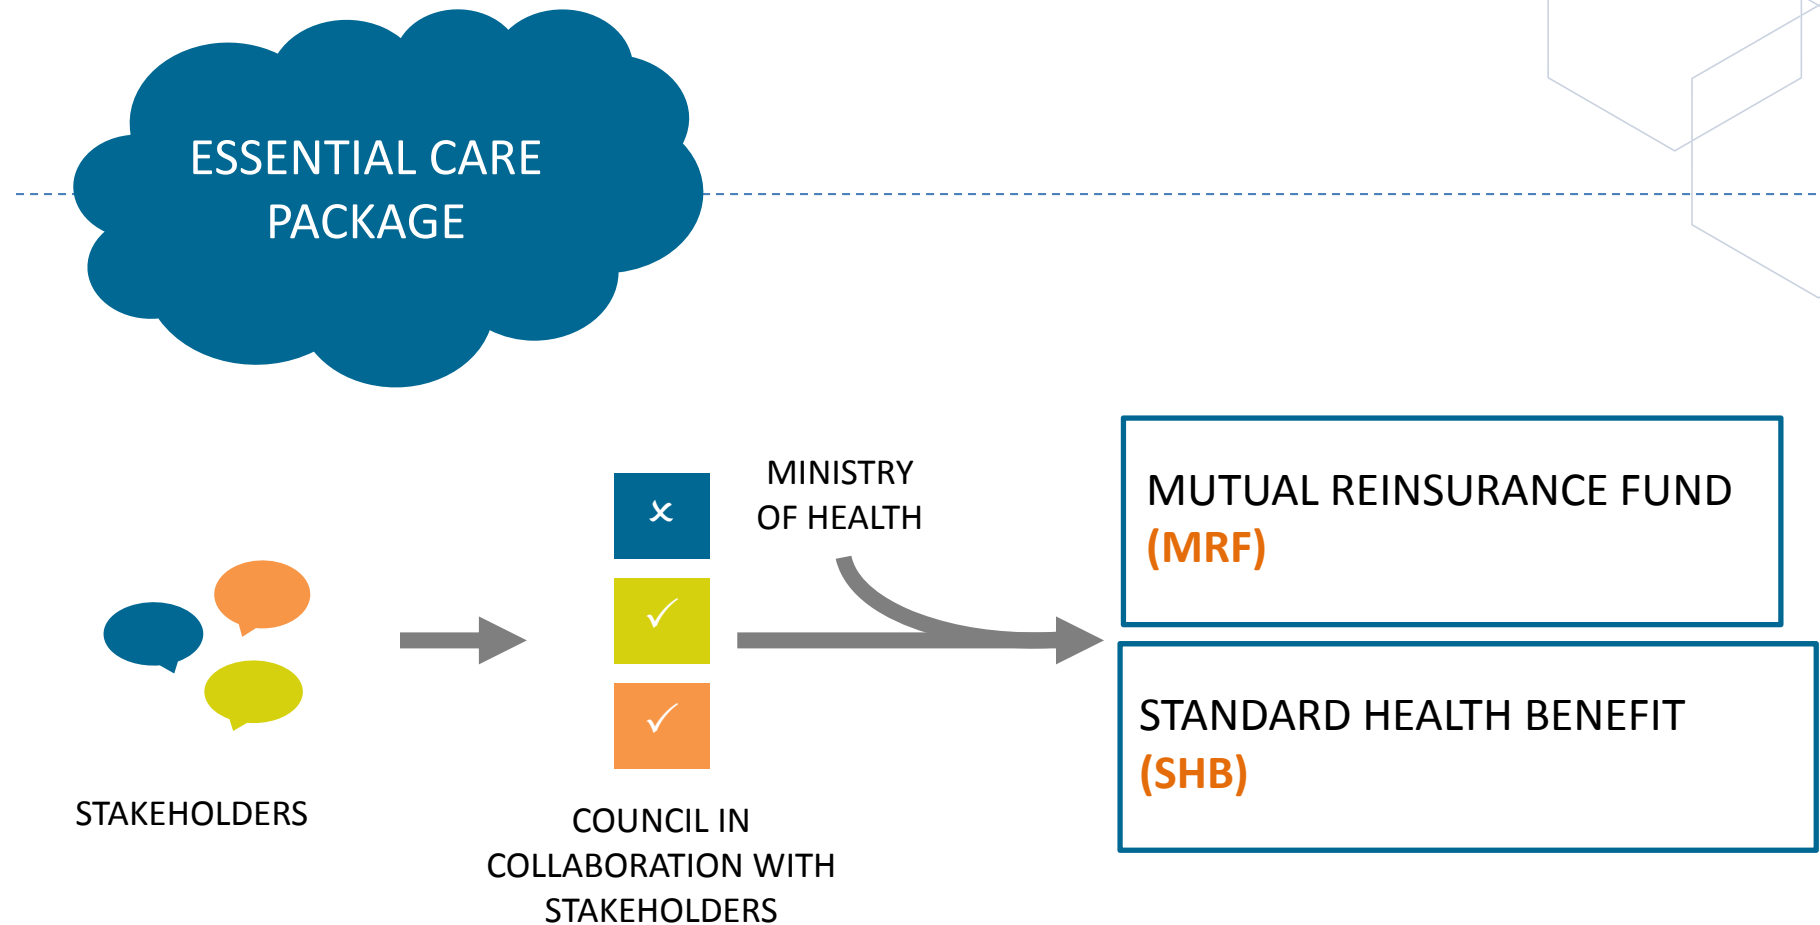 ESSENTIAL CARE
PACKAGE
MINISTRY
OF HEALTH
MUTUAL REINSURANCE FUND
(MRF)
STANDARD HEALTH BENEFIT
(SHB)
STAKEHOLDERS
COUNCIL IN
COLLABORATION WITH
STAKEHOLDERS